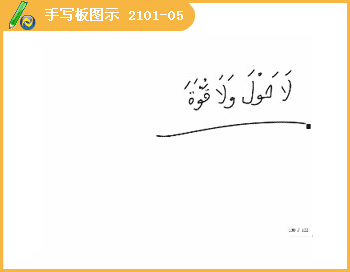 手写板图示 2101-05
لَا حَوْلَ وَلَا قُوَّةَ